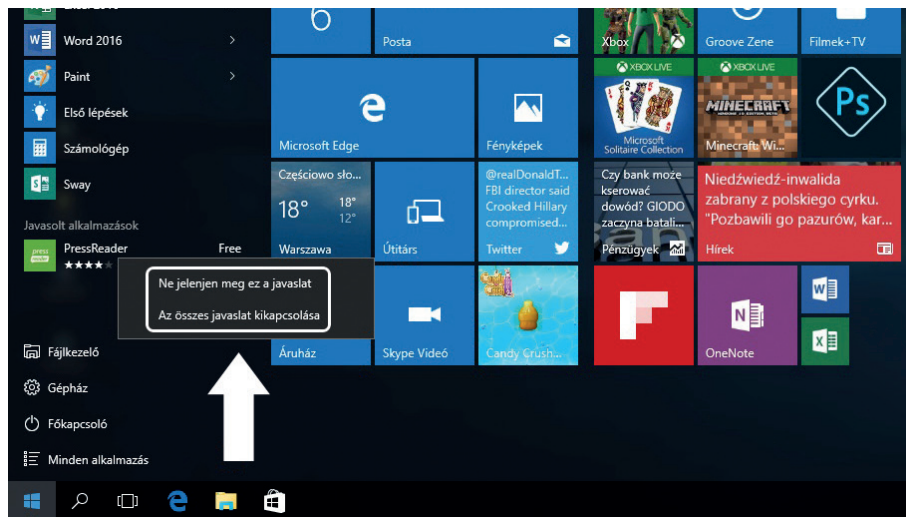 Word 2016
Paint
Első lépések
Számológép
Sway
Javasolt alkalmazások
PressReader
Free
Ne jelenjen meg ez a javaslat
Az összes javaslat kikapcsolása
Fájlkezelő
Gépház
Főkapcsoló
Minden alkalmazás
6
Posta
Microsoft Edge
Fényképek
Częściowo sło...
18°
18°
12°
Warszawa
Útitárs
@realDonaldT...
FBI director said
Crooked Hillary
compromised...
Twitter
Áruház
Skype Videó
Candy Crush...
Xbox
Groove Zene
Filmek+TV
XBOX LIVE
Microsoft
Solitaire Collection
XBOX LIVE
MINECRAFT
Minecraft: Wi...
Ps
Czy bank może
kserować
dowód? GIODO
zaczyna batali...
Pénzügyek
Niedźwiedź-inwalida
zabrany z polskiego cyrku.
"Pozbawili go pazurów, kar...
Hírek
OneNote